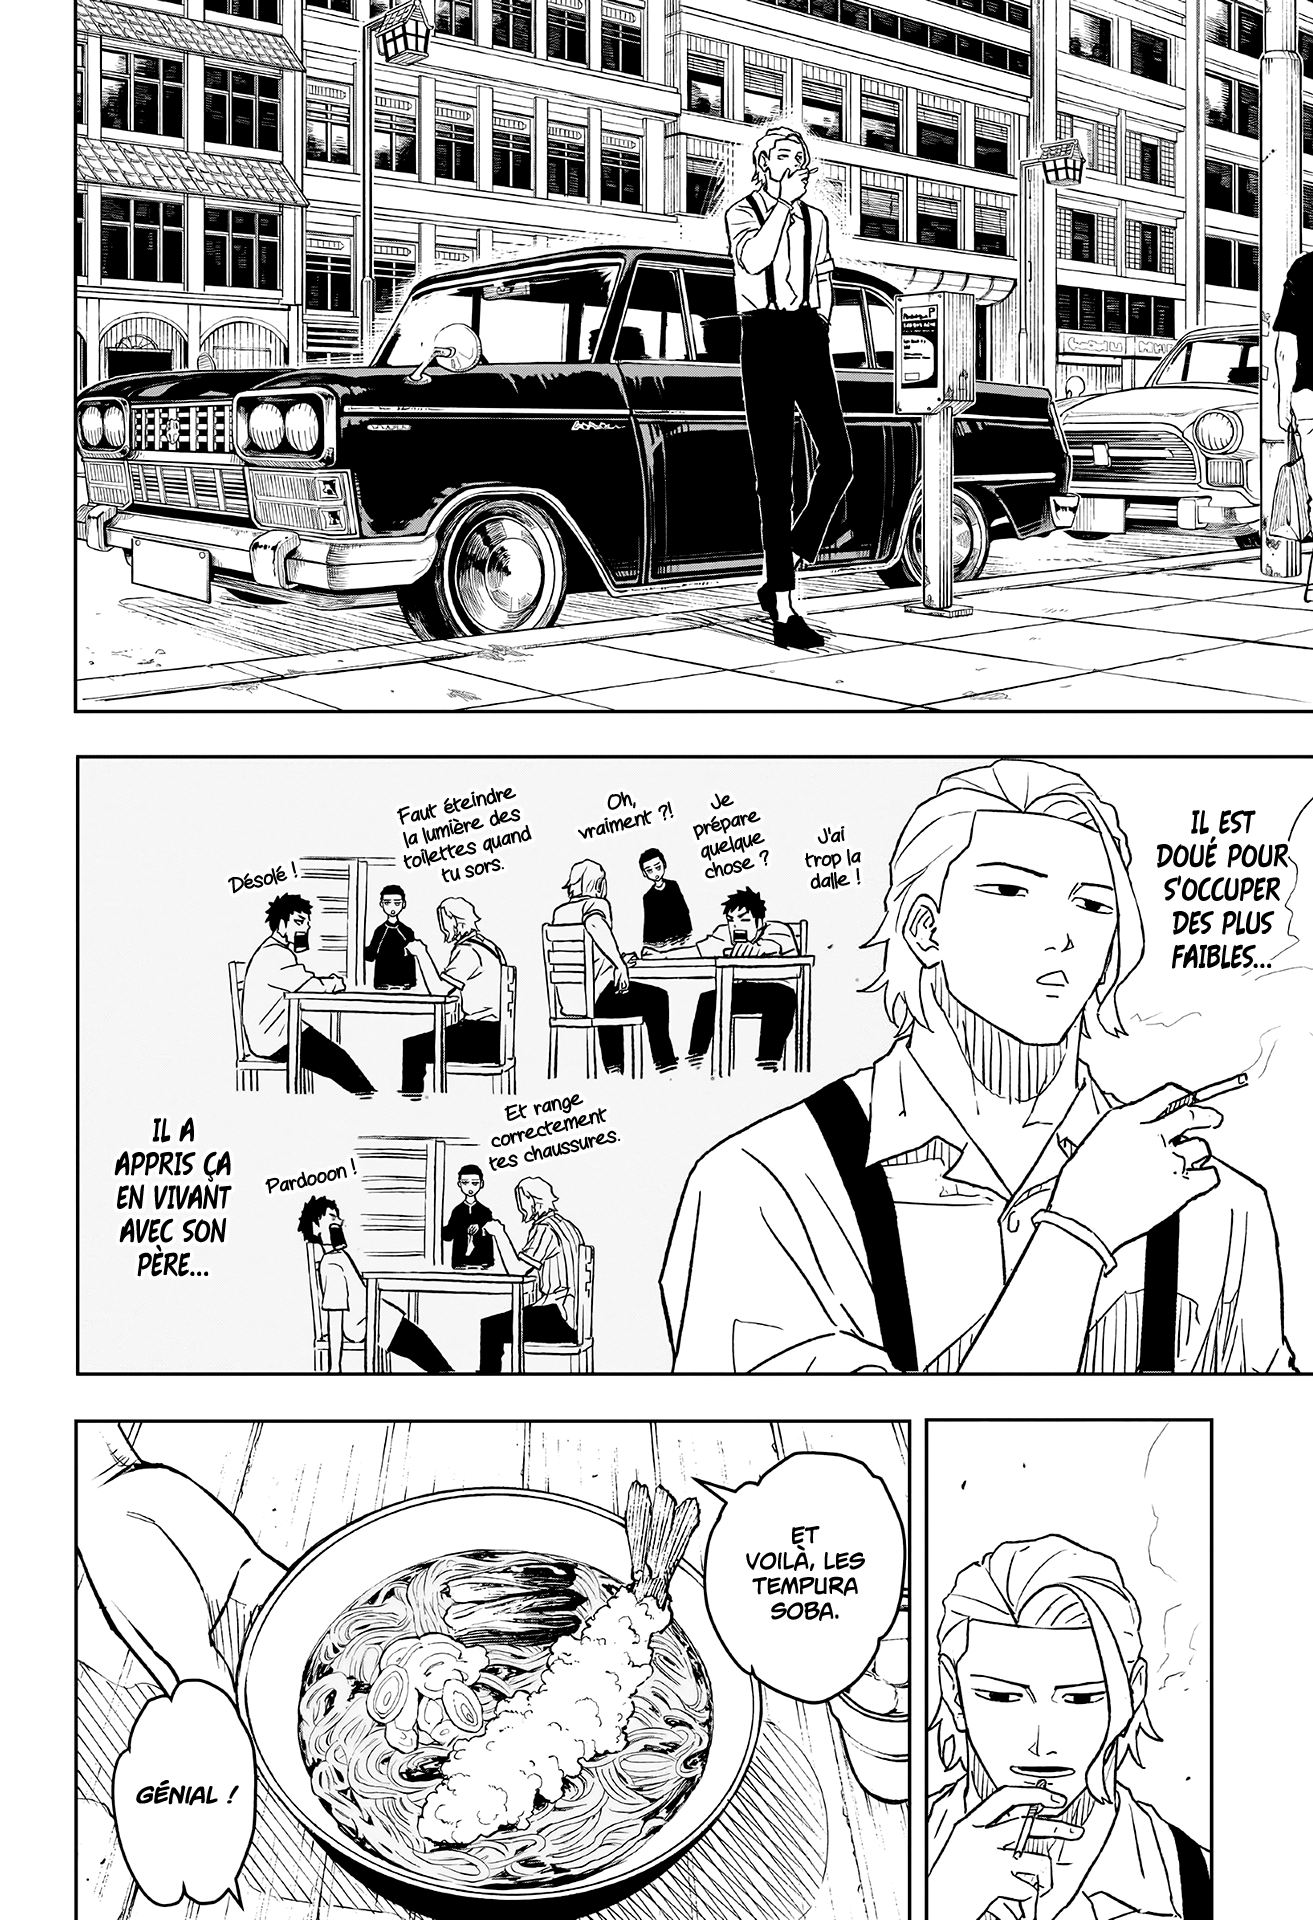 IL EST
DOUÉ POUR
S'OCCUPER
DES PLUS
FAIBLES...
J'ai
trop la
dalle !
Je
prépare
quelque
chose ?
Oh,
vraiment ?!
Faut éteindre
la lumière des
toilettes quand
tu sors.
Désolé !
Et range
correctement
tes chaussures.
Pardooon !
IL A
APPRIS ÇA
EN VIVANT
AVEC SON
PÈRE...
ET
VOILÀ, LES
TEMPURA
SOBA.
GÉNIAL !